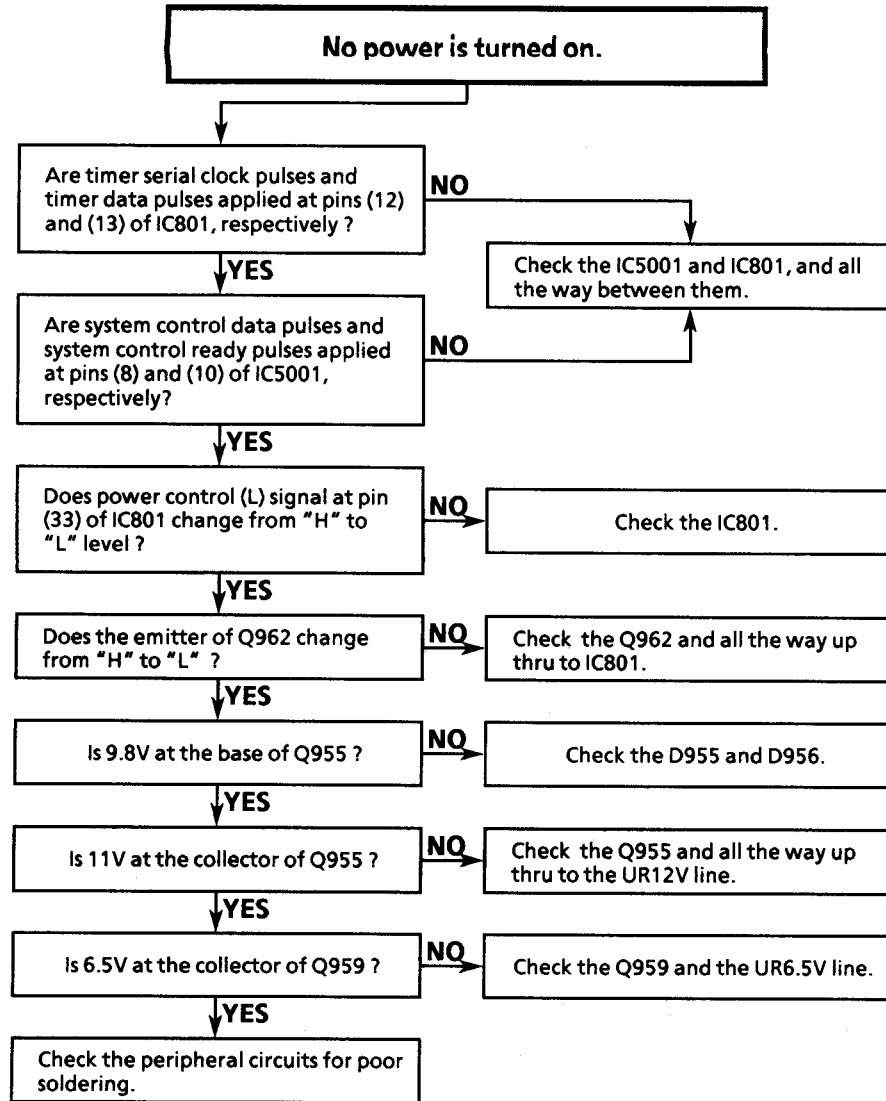 No power is turned on.
Are timer serial clock pulses and
timer data pulses applied at pins (12)
and (13) of IC801, respectively ?
NO
Check the IC5001 and IC801, and all
the way between them.
YES
Are system control data pulses and
system control ready pulses applied
at pins (8) and (10) of IC5001,
respectively?
NO
YES
Does power control (L) signal at pin
(33) of IC801 change from "H" to
"L" level ?
NO
Check the IC801.
YES
Does the emitter of Q962 change
from "H" to "L" ?
NO
Check the Q962 and all the way up
thru to IC801.
YES
Is 9.8V at the base of Q955 ?
NO
Check the D955 and D956.
YES
Is 11V at the collector of Q955 ?
NO
Check the Q955 and all the way up
thru to the UR12V line.
YES
Is 6.5V at the collector of Q959 ?
NO
Check the Q959 and the UR6.5V line.
YES
Check the peripheral circuits for poor
soldering.